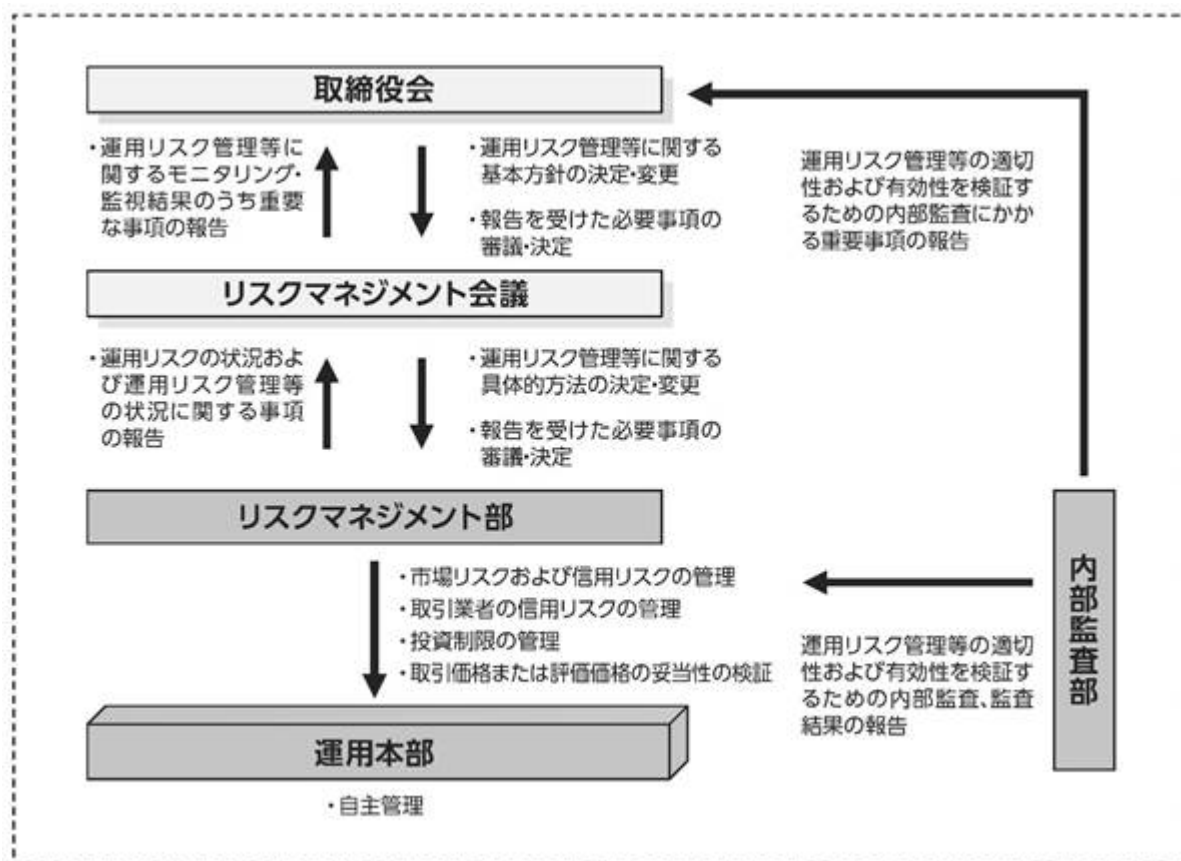 取締役会
・運用リスク管理等に
関するモニタリング・
監視結果のうち重要
な事項の報告
・運用リスク管理等に関する
基本方針の決定・変更
・報告を受けた必要事項の
審議・決定
運用リスク管理等の適切
性および有効性を検証す
るための内部監査にかか
る重要事項の報告
リスクマネジメント会議
・運用リスクの状況およ
び運用リスク管理等
の状況に関する事項
の報告
・運用リスク管理等に関する
具体的方法の決定・変更
・報告を受けた必要事項の
審議・決定
リスクマネジメント部
・市場リスクおよび信用リスクの管理
・取引業者の信用リスクの管理
・投資制限の管理
・取引価格または評価価格の妥当性の検証
内部監査部
運用リスク管理等の適切
性および有効性を検証す
るための内部監査、監査
結果の報告
運用本部
・自主管理